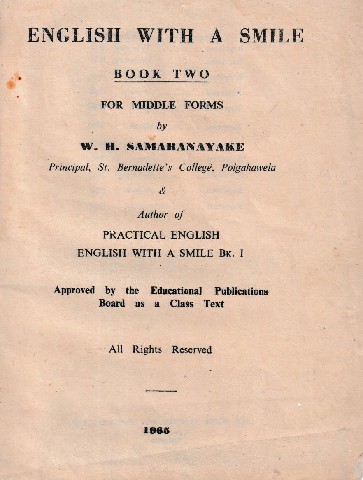 ENGLISH WITH A SMILE
BOOK TWO
FOR MIDDLE FORMS
by
W. H. SAMARANAYAKE
Principal, St. Bernadette's College, Polgahawela
&
Author of
PRACTICAL ENGLISH
ENGLISH WITH A SMILE BK. I
Approved by the Educational Publications
Board as a Class Text
All Rights Reserved
1965